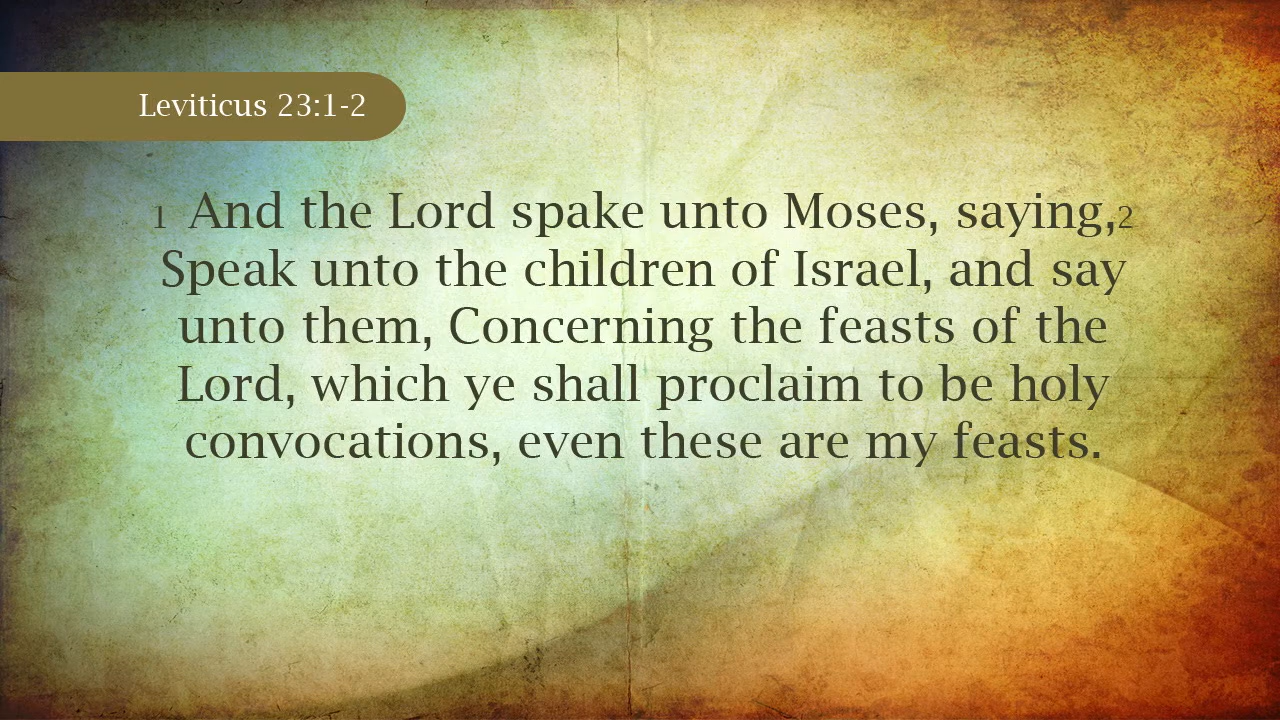 Leviticus 23:1-2
1 And the Lord spake unto Moses, saying,2
Speak unto the children of Israel, and say
unto them, Concerning the feasts of the
Lord, which ye shall proclaim to be holy
convocations, even these are my feasts.